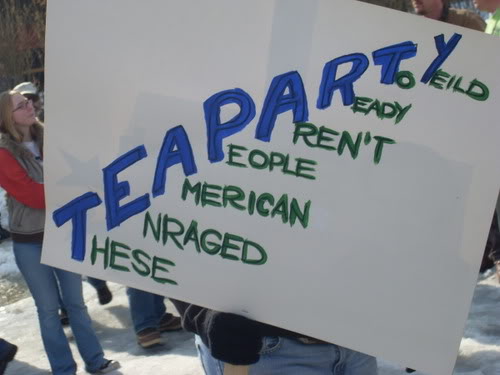 THESE
ENRAGED
AMERICAN
PEOPLE
AREN'T
READY
TO
YEILD